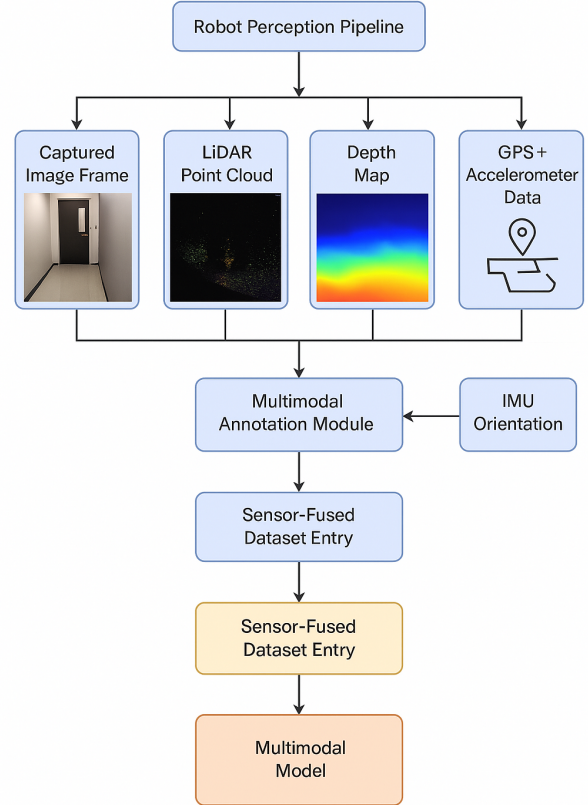 Robot Perception Pipeline
Captured
Image Frame
LiDAR
Point Cloud
Depth
Map
GPS+
Accelerometer
Data
Multimodal
Annotation Module
IMU
Orientation
Sensor-Fused
Dataset Entry
Sensor-Fused
Dataset Entry
Multimodal
Model